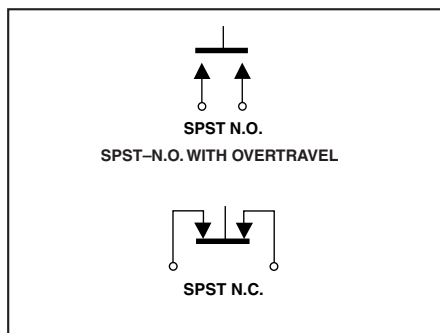 SPST N.O.
SPST–N.O. WITH OVERTRAVEL
SPST N.C.